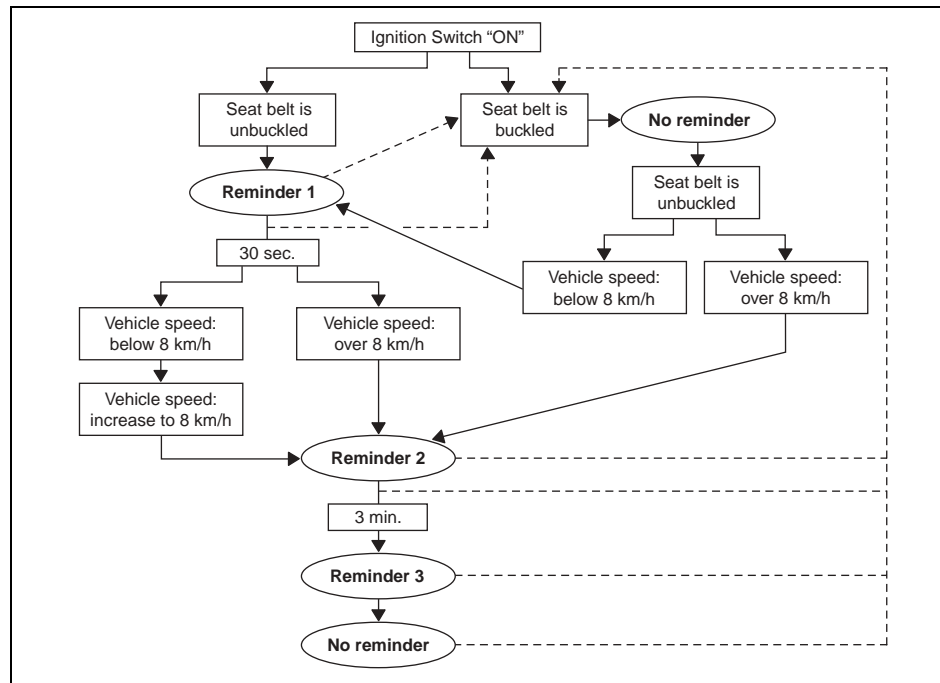 Ignition Switch “ON”
Seat belt is
unbuckled
Seat belt is
buckled
No reminder
Reminder 1
Seat belt is
unbuckled
30 sec.
Vehicle speed:
below 8 km/h
Vehicle speed:
over 8 km/h
Vehicle speed:
below 8 km/h
Vehicle speed:
over 8 km/h
Vehicle speed:
increase to 8 km/h
Reminder 2
3 min.
Reminder 3
No reminder